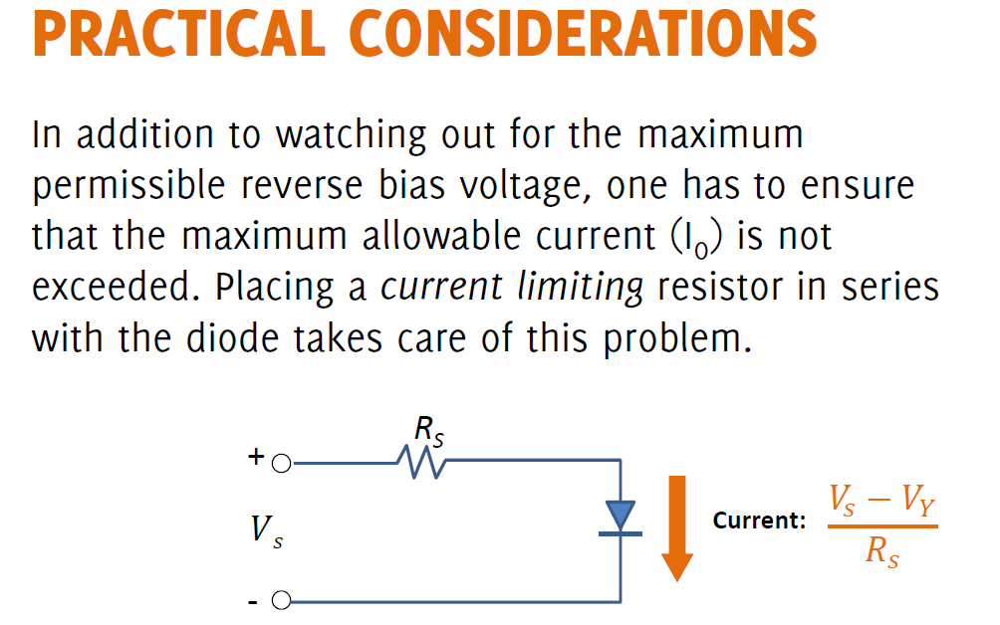 PRACTICAL CONSIDERATIONS
In addition to watching out for the maximum
permissible reverse bias voltage, one has to ensure
that the maximum allowable current (I₀) is not
exceeded. Placing a current limiting resistor in series
with the diode takes care of this problem.
R_S
+
V_s
-
Current: (V_S − V_Y) / R_S